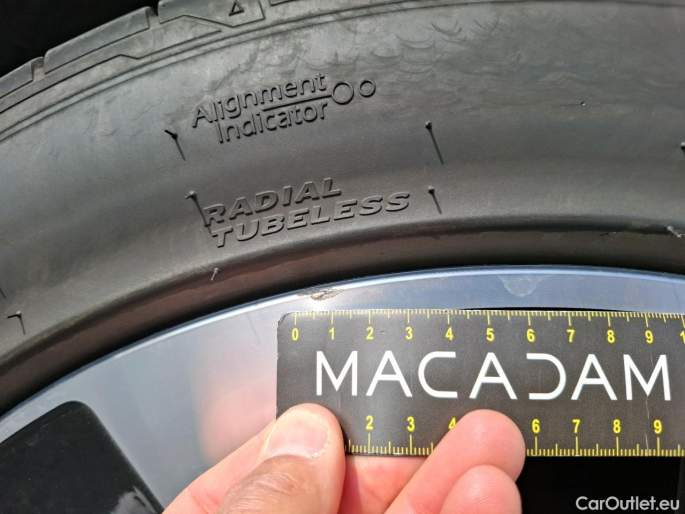 Alignment
Indicator
RADIAL
TUBELESS
0 1 2 3 4 5 6 7 8 9 1
MACADAM
2 3 4 6 7 8 9
CarOutlet.eu